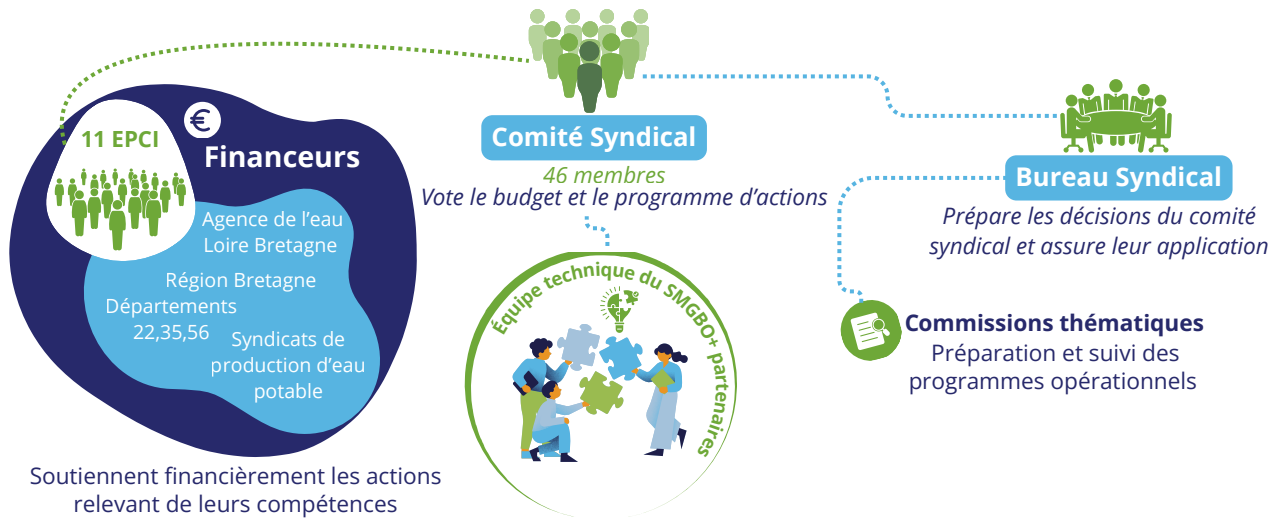 11 EPCI
€
Financeurs
Agence de l’eau
Loire Bretagne
Région Bretagne
Départements
22,35,56
Syndicats de
production d’eau
potable
Soutiennent financièrement les actions
relevant de leurs compétences
Comité Syndical
46 membres
Vote le budget et le programme d’actions
Équipe technique du SMGBO+ partenaires
Bureau Syndical
Prépare les décisions du comité
syndical et assure leur application
Commissions thématiques
Préparation et suivi des
programmes opérationnels